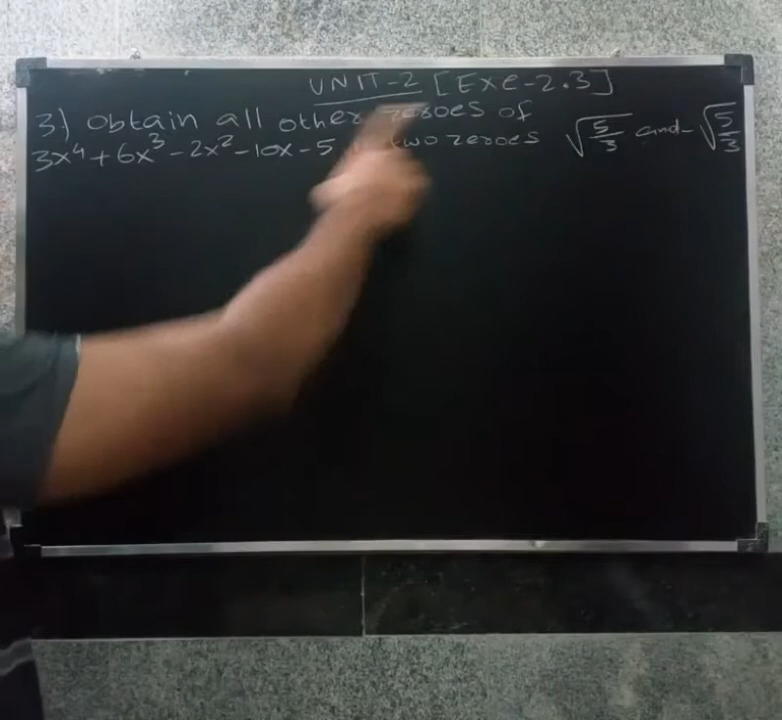 UNIT-2 [Exe-2.3]
3) Obtain all other zeroes of
3x⁴+6x³-2x²-10x-5 two zeroes √5/3 and -√5/3